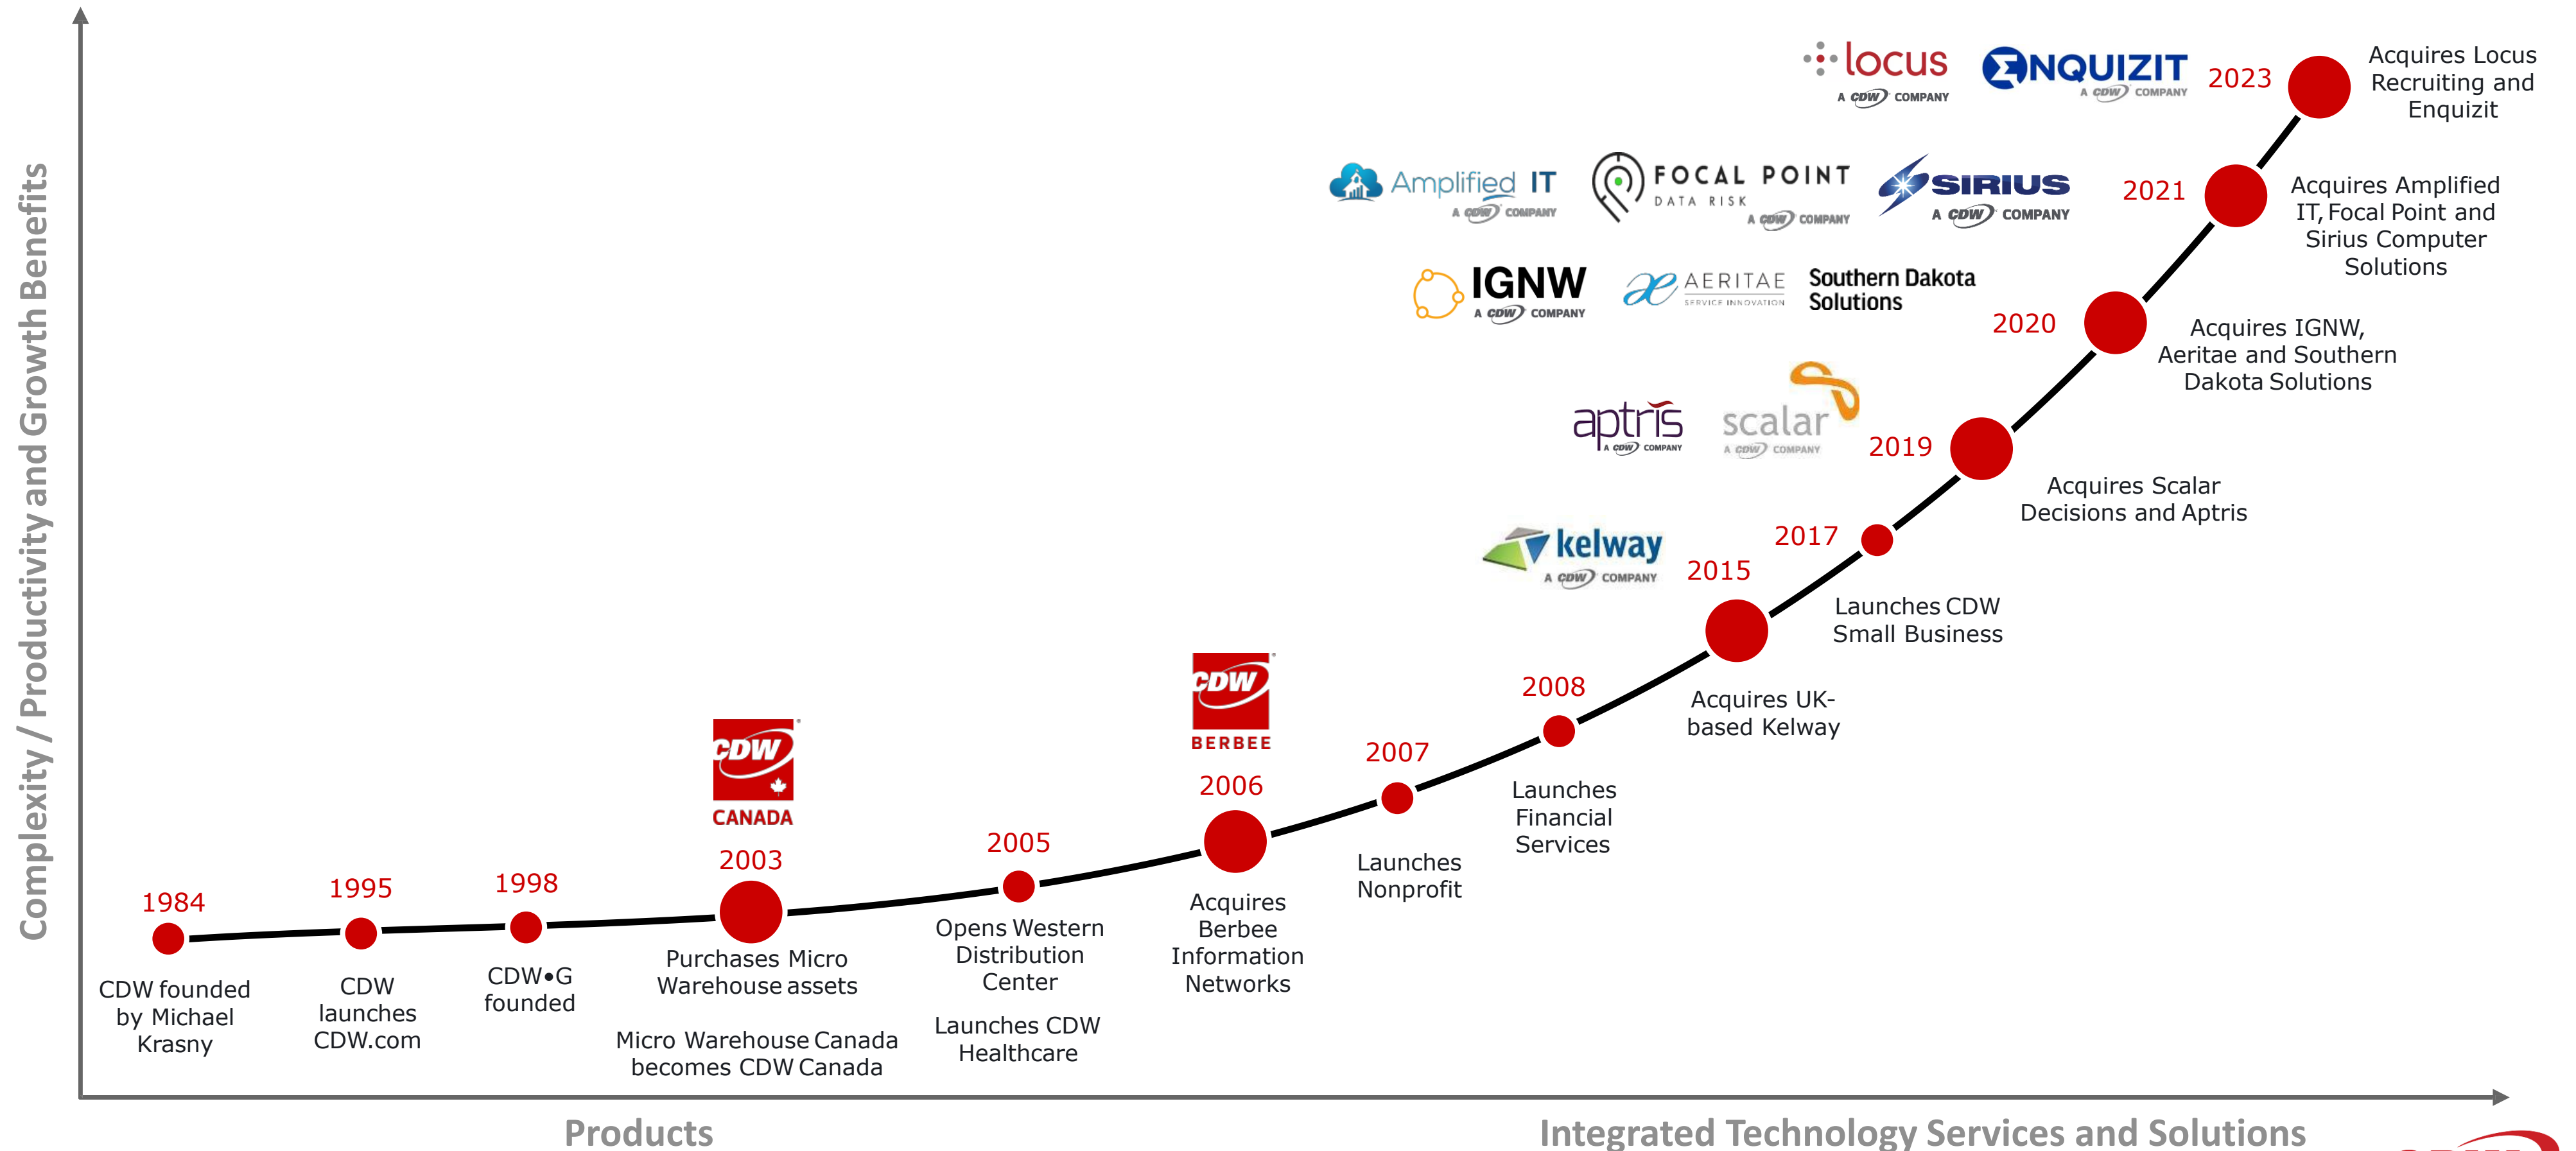 Complexity / Productivity and Growth Benefits
locus
A CDW COMPANY
ENQUIZIT
A CDW COMPANY
2023
Acquires Locus
Recruiting and
Enquizit
Amplified IT
A CDW COMPANY
FOCAL POINT
DATA RISK
A CDW COMPANY
SIRIUS
A CDW COMPANY
2021
Acquires Amplified
IT, Focal Point and
Sirius Computer
Solutions
IGNW
A CDW COMPANY
AERITAE
SERVICE INNOVATION
Southern Dakota
Solutions
2020
Acquires IGNW,
Aeritae and Southern
Dakota Solutions
aptris
A CDW COMPANY
scalar
A CDW COMPANY
2019
Acquires Scalar
Decisions and Aptris
kelway
A CDW COMPANY
2017
Launches CDW
Small Business
2015
Acquires UK-
based Kelway
2008
Launches
Financial
Services
2007
Launches
Nonprofit
CDW
BERBEE
2006
Acquires
Berbee
Information
Networks
2005
Opens Western
Distribution
Center
Launches CDW
Healthcare
CDW
CANADA
2003
Purchases Micro
Warehouse assets
Micro Warehouse Canada
becomes CDW Canada
1998
CDW•G
founded
1995
CDW
launches
CDW.com
1984
CDW founded
by Michael
Krasny
Products
Integrated Technology Services and Solutions